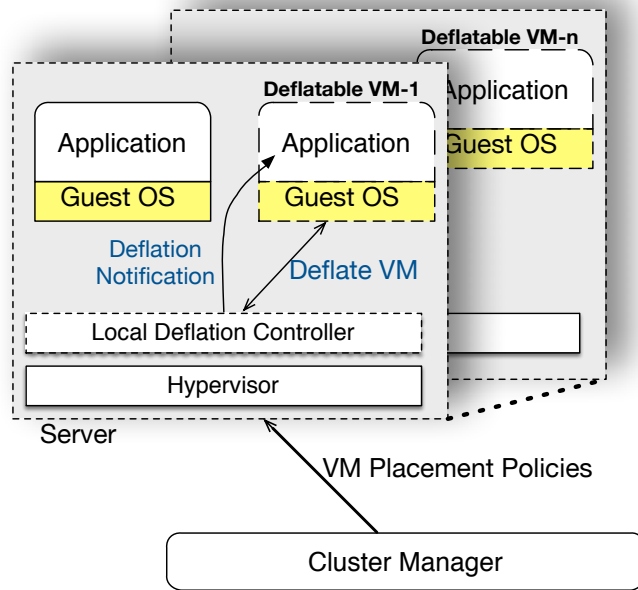 Deflatable VM-n
Application
Guest OS
Deflatable VM-1
Application
Guest OS
Application
Guest OS
Deflation
Notification
Deflate VM
Local Deflation Controller
Hypervisor
Server
VM Placement Policies
Cluster Manager